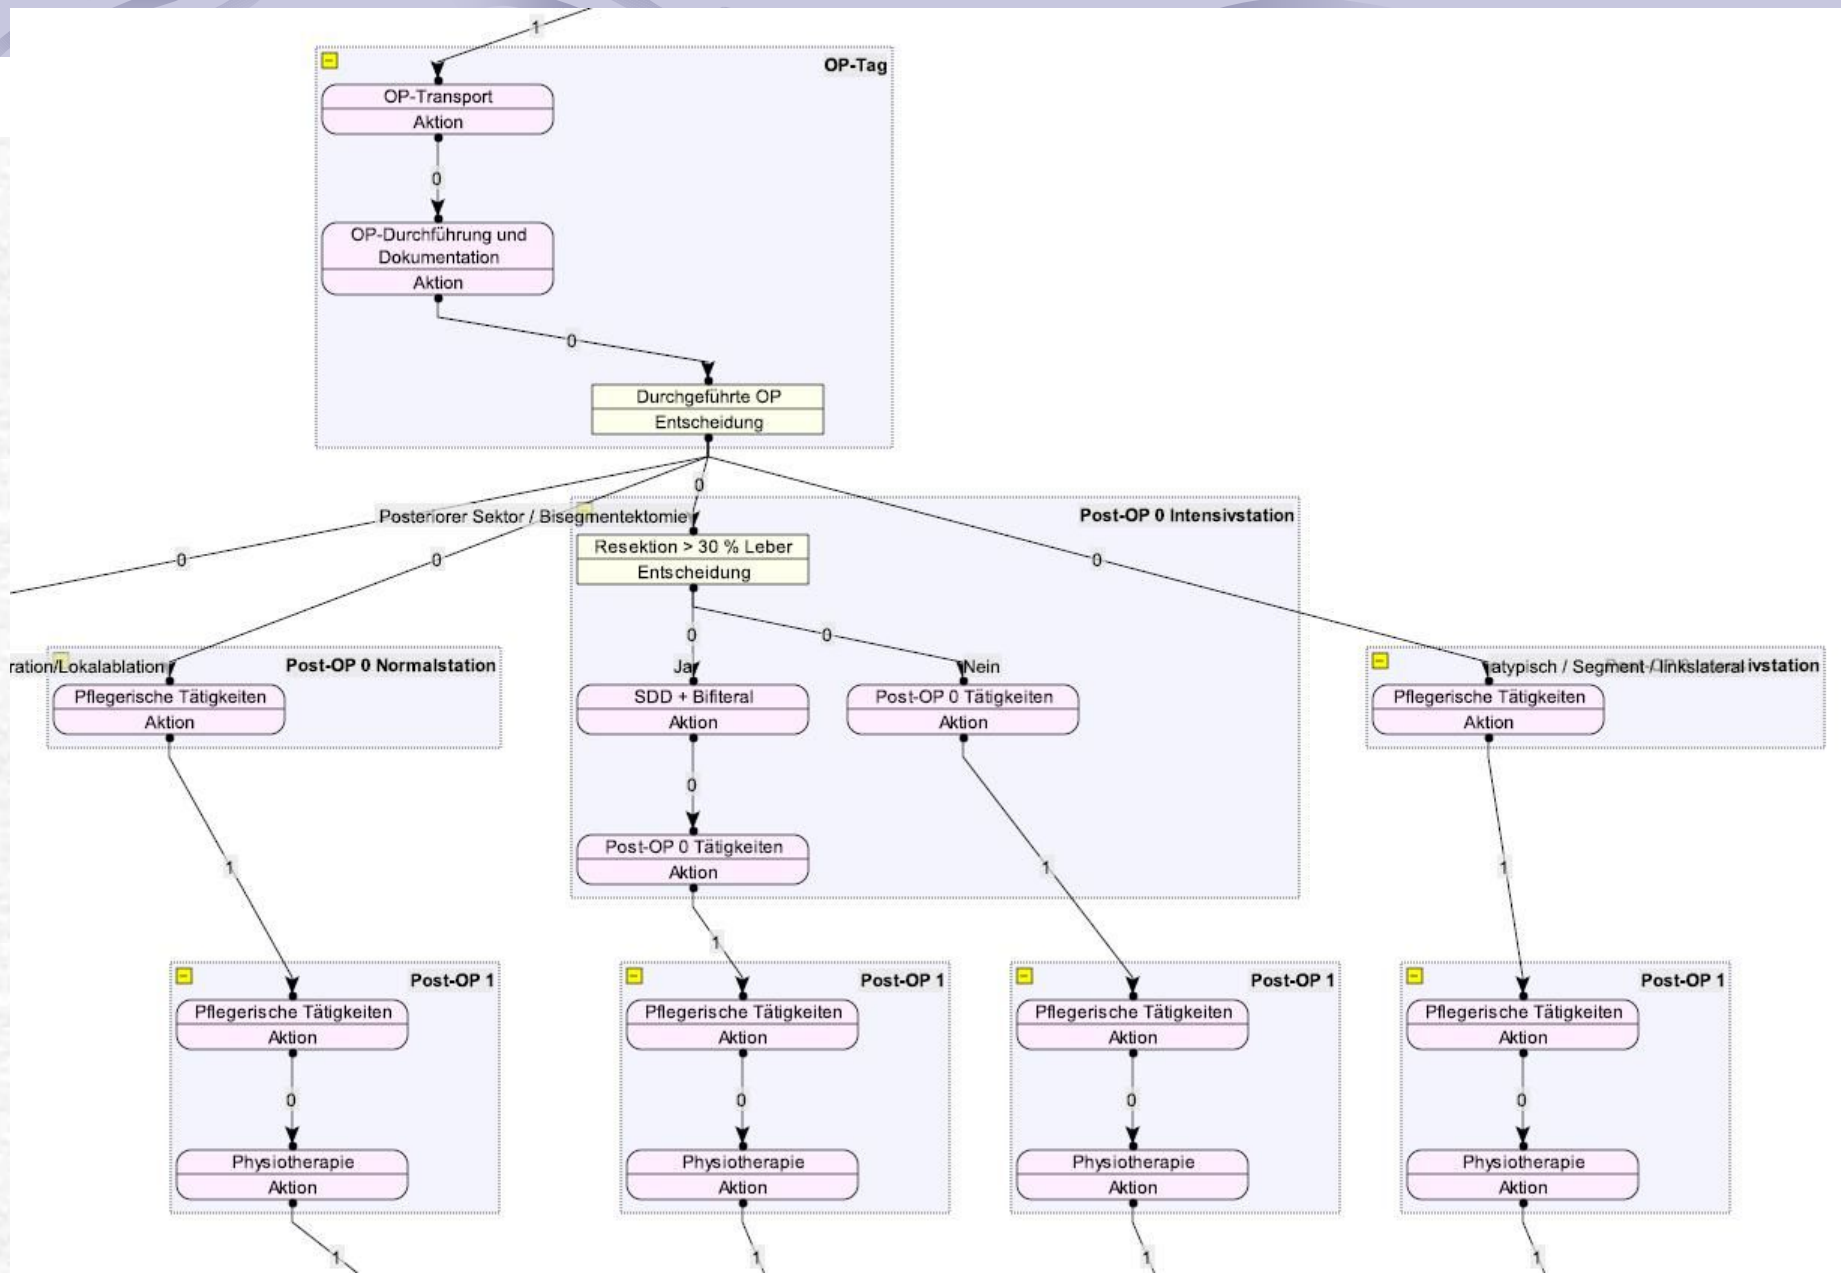 1
OP-Tag
OP-Transport
Aktion
0
OP-Durchführung und
Dokumentation
Aktion
0
Durchgeführte OP
Entscheidung
0
Posteriorer Sektor / Bisegmentektomie
Post-OP 0 Intensivstation
0
0
0
Resektion > 30 % Leber
Entscheidung
0
0
ration/Lokalablation
Post-OP 0 Normalstation
Ja
Nein
atypisch / Segment / linkslateral
ivstation
Pflegerische Tätigkeiten
Aktion
SDD + Bifiteral
Aktion
Post-OP 0 Tätigkeiten
Aktion
Pflegerische Tätigkeiten
Aktion
0
Post-OP 0 Tätigkeiten
Aktion
1
1
1
1
Post-OP 1
Pflegerische Tätigkeiten
Aktion
0
Physiotherapie
Aktion
1
Post-OP 1
Pflegerische Tätigkeiten
Aktion
0
Physiotherapie
Aktion
1
Post-OP 1
Pflegerische Tätigkeiten
Aktion
0
Physiotherapie
Aktion
1
Post-OP 1
Pflegerische Tätigkeiten
Aktion
0
Physiotherapie
Aktion
1